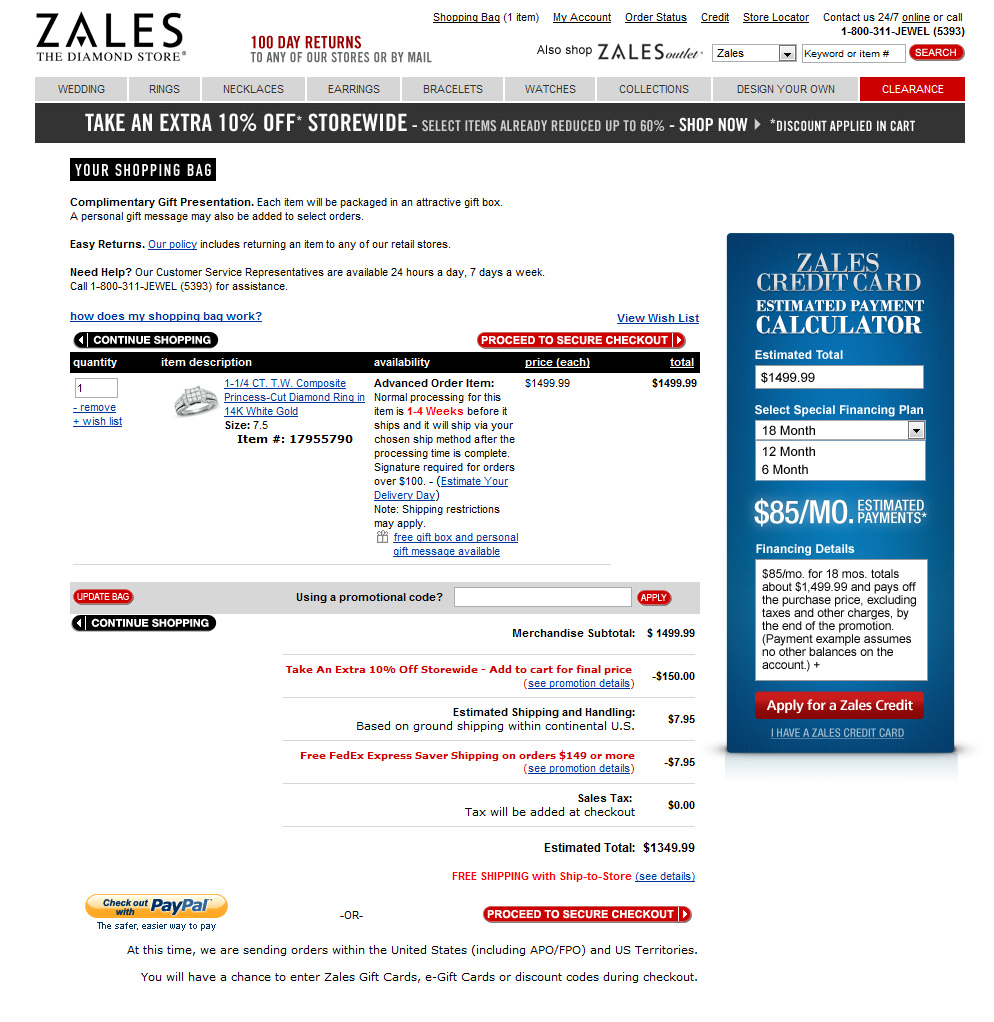 Shopping Bag (1 item) My Account Order Status Credit Store Locator Contact us 24/7 online or call
1-800-311-JEWEL (5393)
ZALES
THE DIAMOND STORE®
100 DAY RETURNS
TO ANY OF OUR STORES OR BY MAIL
Also shop ZALES outlet Zales Keyword or item # SEARCH
WEDDING RINGS NECKLACES EARRINGS BRACELETS WATCHES COLLECTIONS DESIGN YOUR OWN CLEARANCE
TAKE AN EXTRA 10% OFF* STOREWIDE - SELECT ITEMS ALREADY REDUCED UP TO 60% - SHOP NOW *DISCOUNT APPLIED IN CART
YOUR SHOPPING BAG
Complimentary Gift Presentation. Each item will be packaged in an attractive gift box.
A personal gift message may also be added to select orders.
Easy Returns. Our policy includes returning an item to any of our retail stores.
Need Help? Our Customer Service Representatives are available 24 hours a day, 7 days a week.
Call 1-800-311-JEWEL (5393) for assistance.
how does my shopping bag work?
View Wish List
CONTINUE SHOPPING
PROCEED TO SECURE CHECKOUT
quantity item description availability price (each) total
1
- remove
+ wish list
1-1/4 CT. T.W. Composite
Princess-Cut Diamond Ring in
14K White Gold
Size: 7.5
Item #: 17955790
Advanced Order Item:
Normal processing for this
item is 1-4 Weeks before it
ships and it will ship via your
chosen ship method after the
processing time is complete.
Signature required for orders
over $100. - (Estimate Your
Delivery Day)
Note: Shipping restrictions
may apply.
free gift box and personal
gift message available
$1499.99
$1499.99
UPDATE BAG
Using a promotional code?
APPLY
CONTINUE SHOPPING
Merchandise Subtotal: $ 1499.99
Take An Extra 10% Off Storewide - Add to cart for final price
(see promotion details)
-$150.00
Estimated Shipping and Handling:
Based on ground shipping within continental U.S.
$7.95
Free FedEx Express Saver Shipping on orders $149 or more
(see promotion details)
-$7.95
Sales Tax:
Tax will be added at checkout
$0.00
Estimated Total: $1349.99
FREE SHIPPING with Ship-to-Store (see details)
Check out
with PayPal
The safer, easier way to pay
-OR-
PROCEED TO SECURE CHECKOUT
At this time, we are sending orders within the United States (including APO/FPO) and US Territories.
You will have a chance to enter Zales Gift Cards, e-Gift Cards or discount codes during checkout.
ZALES
CREDIT CARD
ESTIMATED PAYMENT
CALCULATOR
Estimated Total
$1499.99
Select Special Financing Plan
18 Month
12 Month
6 Month
$85/MO. ESTIMATED
PAYMENTS*
Financing Details
$85/mo. for 18 mos. totals
about $1,499.99 and pays off
the purchase price, excluding
taxes and other charges, by
the end of the promotion.
(Payment example assumes
no other balances on the
account.) +
Apply for a Zales Credit
I HAVE A ZALES CREDIT CARD